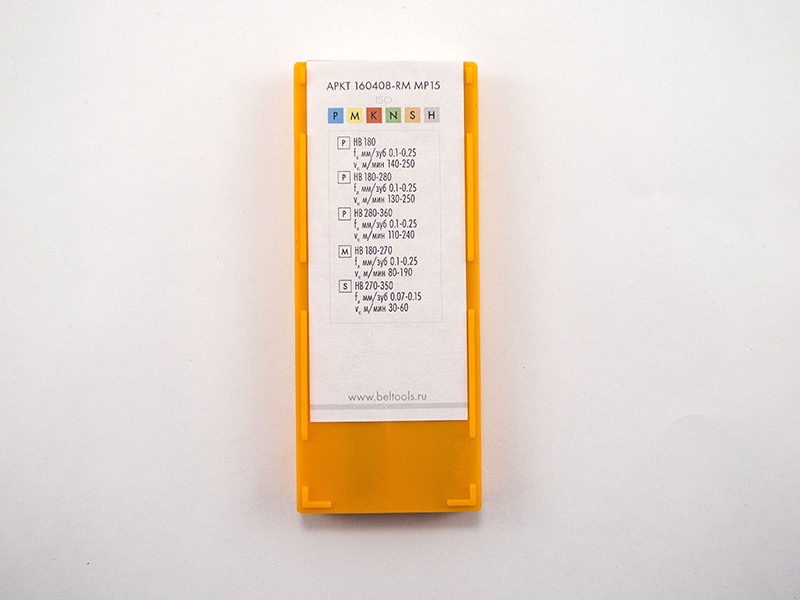 APKT 160408-RM MP15
ISO
P M K N S H
P HB 180
fz мм/зуб 0,1-0,25
vc м/мин 140-250
P HB 180-280
fz мм/зуб 0,1-0,25
vc м/мин 130-250
P HB 280-360
fz мм/зуб 0,1-0,25
vc м/мин 110-240
M HB 180-270
fz мм/зуб 0,1-0,25
vc м/мин 80-190
S HB 270-350
fz мм/зуб 0,07-0,15
vc м/мин 30-60
www.beltools.ru